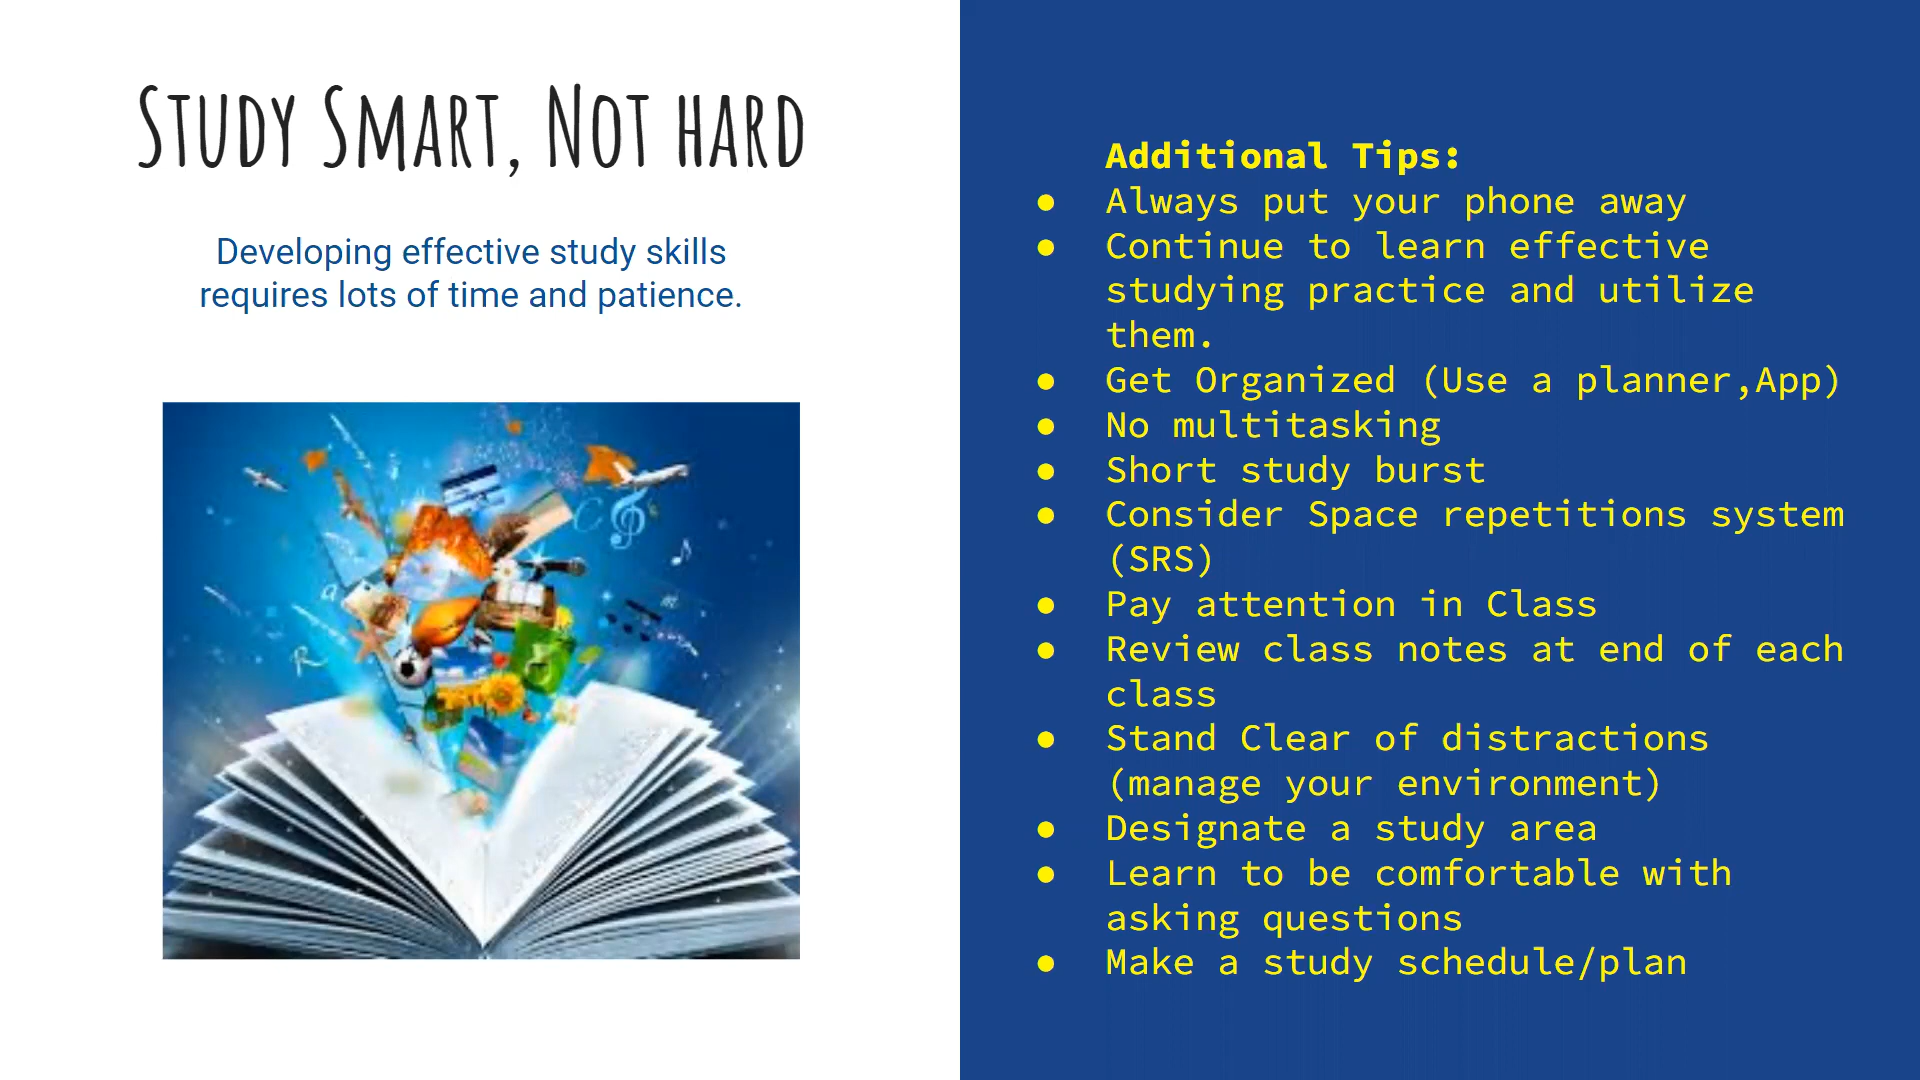 Study Smart, Not hard
Developing effective study skills
requires lots of time and patience.
Additional Tips:
● Always put your phone away
● Continue to learn effective
studying practice and utilize
them.
● Get Organized (Use a planner,App)
● No multitasking
● Short study burst
● Consider Space repetitions system
(SRS)
● Pay attention in Class
● Review class notes at end of each
class
● Stand Clear of distractions
(manage your environment)
● Designate a study area
● Learn to be comfortable with
asking questions
● Make a study schedule/plan
C
a
m
R